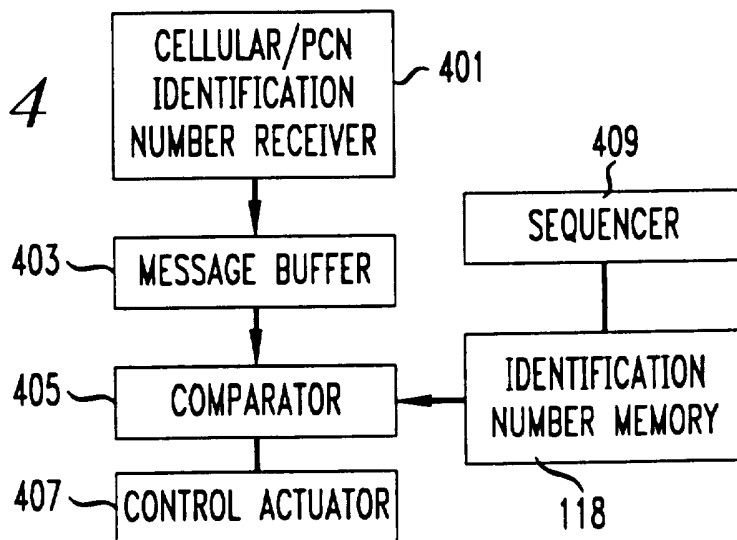 4
CELLULAR/PCN
IDENTIFICATION
NUMBER RECEIVER
401
409
SEQUENCER
403
MESSAGE BUFFER
405
COMPARATOR
IDENTIFICATION
NUMBER MEMORY
407
CONTROL ACTUATOR
118